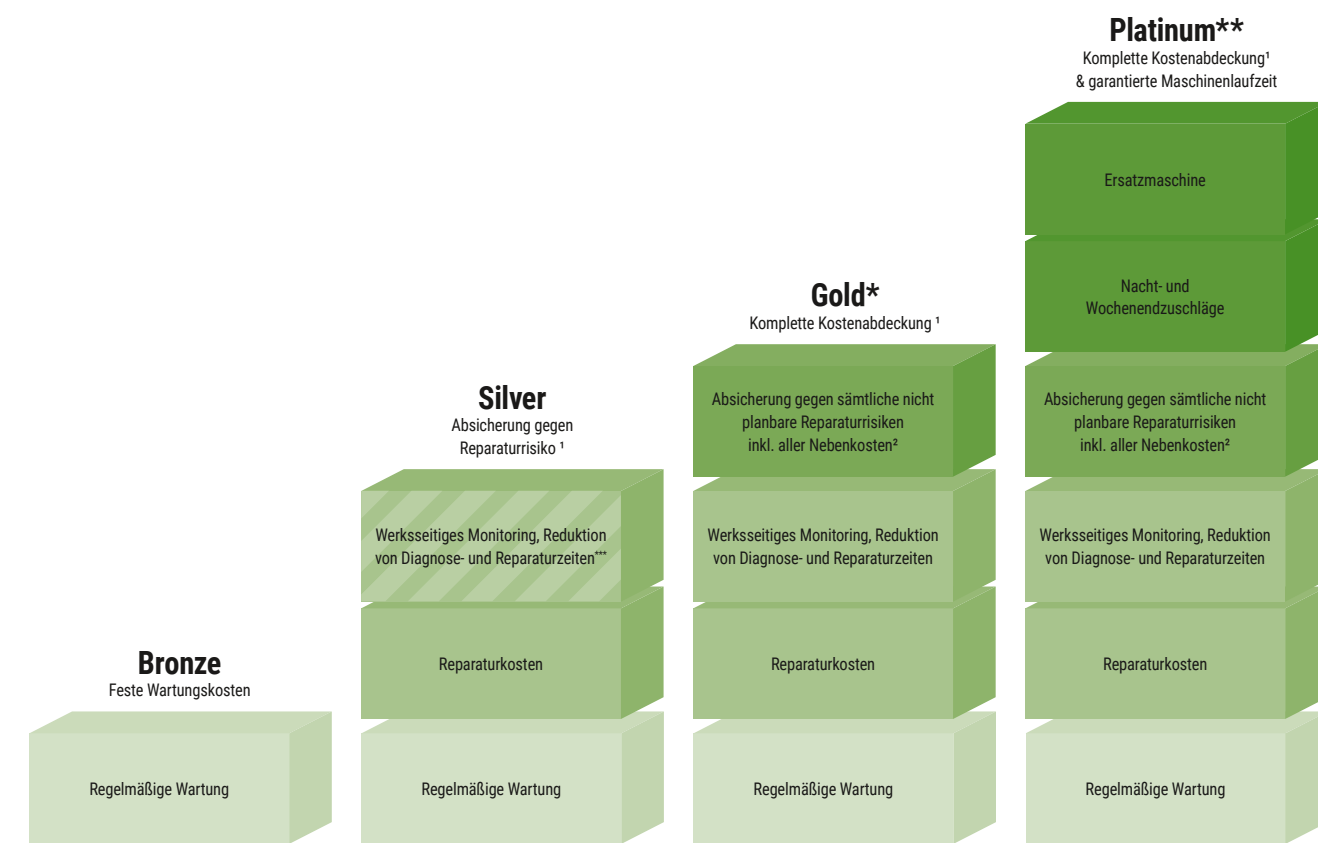 Bronze
Feste Wartungskosten
Regelmäßige Wartung
Silver
Absicherung gegen
Reparaturrisiko ¹
Werksseitiges Monitoring, Reduktion
von Diagnose- und Reparaturzeiten***
Reparaturkosten
Regelmäßige Wartung
Gold*
Komplette Kostenabdeckung ¹
Absicherung gegen sämtliche nicht
planbare Reparaturrisiken
inkl. aller Nebenkosten²
Werksseitiges Monitoring, Reduktion
von Diagnose- und Reparaturzeiten
Reparaturkosten
Regelmäßige Wartung
Platinum**
Komplette Kostenabdeckung¹
& garantierte Maschinenlaufzeit
Ersatzmaschine
Nacht- und
Wochenendzuschläge
Absicherung gegen sämtliche nicht
planbare Reparaturrisiken
inkl. aller Nebenkosten²
Werksseitiges Monitoring, Reduktion
von Diagnose- und Reparaturzeiten
Reparaturkosten
Regelmäßige Wartung